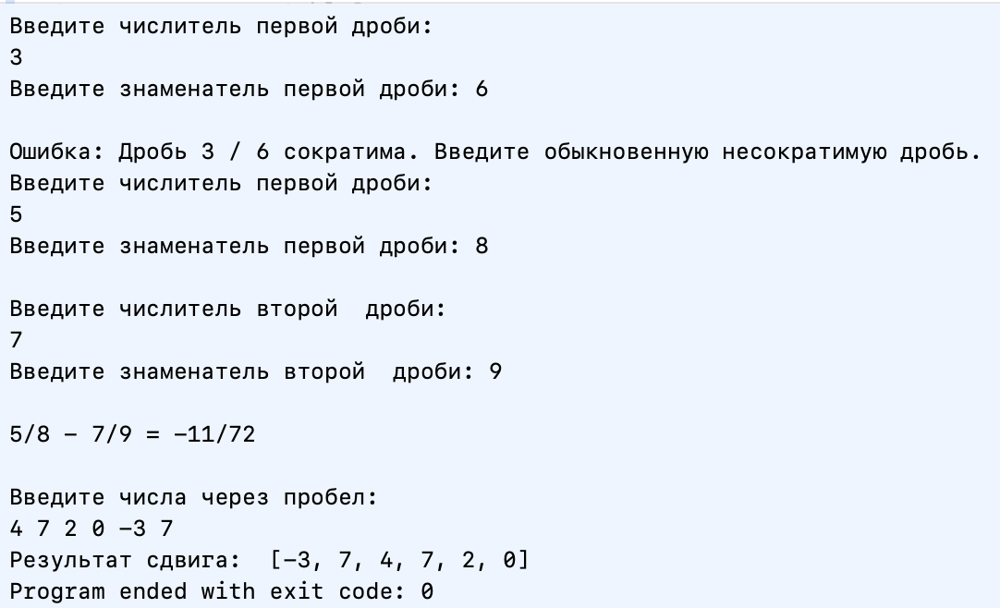 Введите числитель первой дроби:
3
Введите знаменатель первой дроби: 6
Ошибка: Дробь 3 / 6 сократима. Введите обыкновенную несократимую дробь.
Введите числитель первой дроби:
5
Введите знаменатель первой дроби: 8
Введите числитель второй  дроби:
7
Введите знаменатель второй  дроби: 9
5/8 - 7/9 = -11/72
Введите числа через пробел:
4 7 2 0 -3 7
Результат сдвига:  [-3, 7, 4, 7, 2, 0]
Program ended with exit code: 0